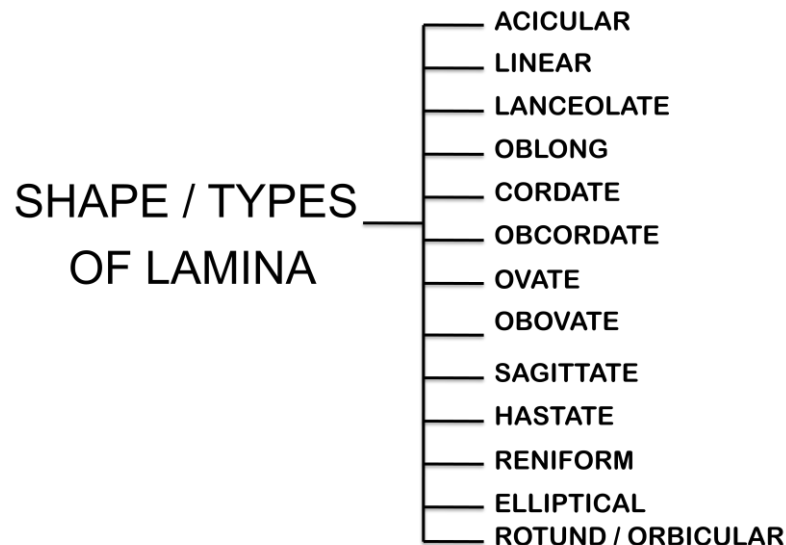 SHAPE / TYPES
OF LAMINA
ACICULAR
LINEAR
LANCEOLATE
OBLONG
CORDATE
OBCORDATE
OVATE
OBOVATE
SAGITTATE
HASTATE
RENIFORM
ELLIPTICAL
ROTUND / ORBICULAR